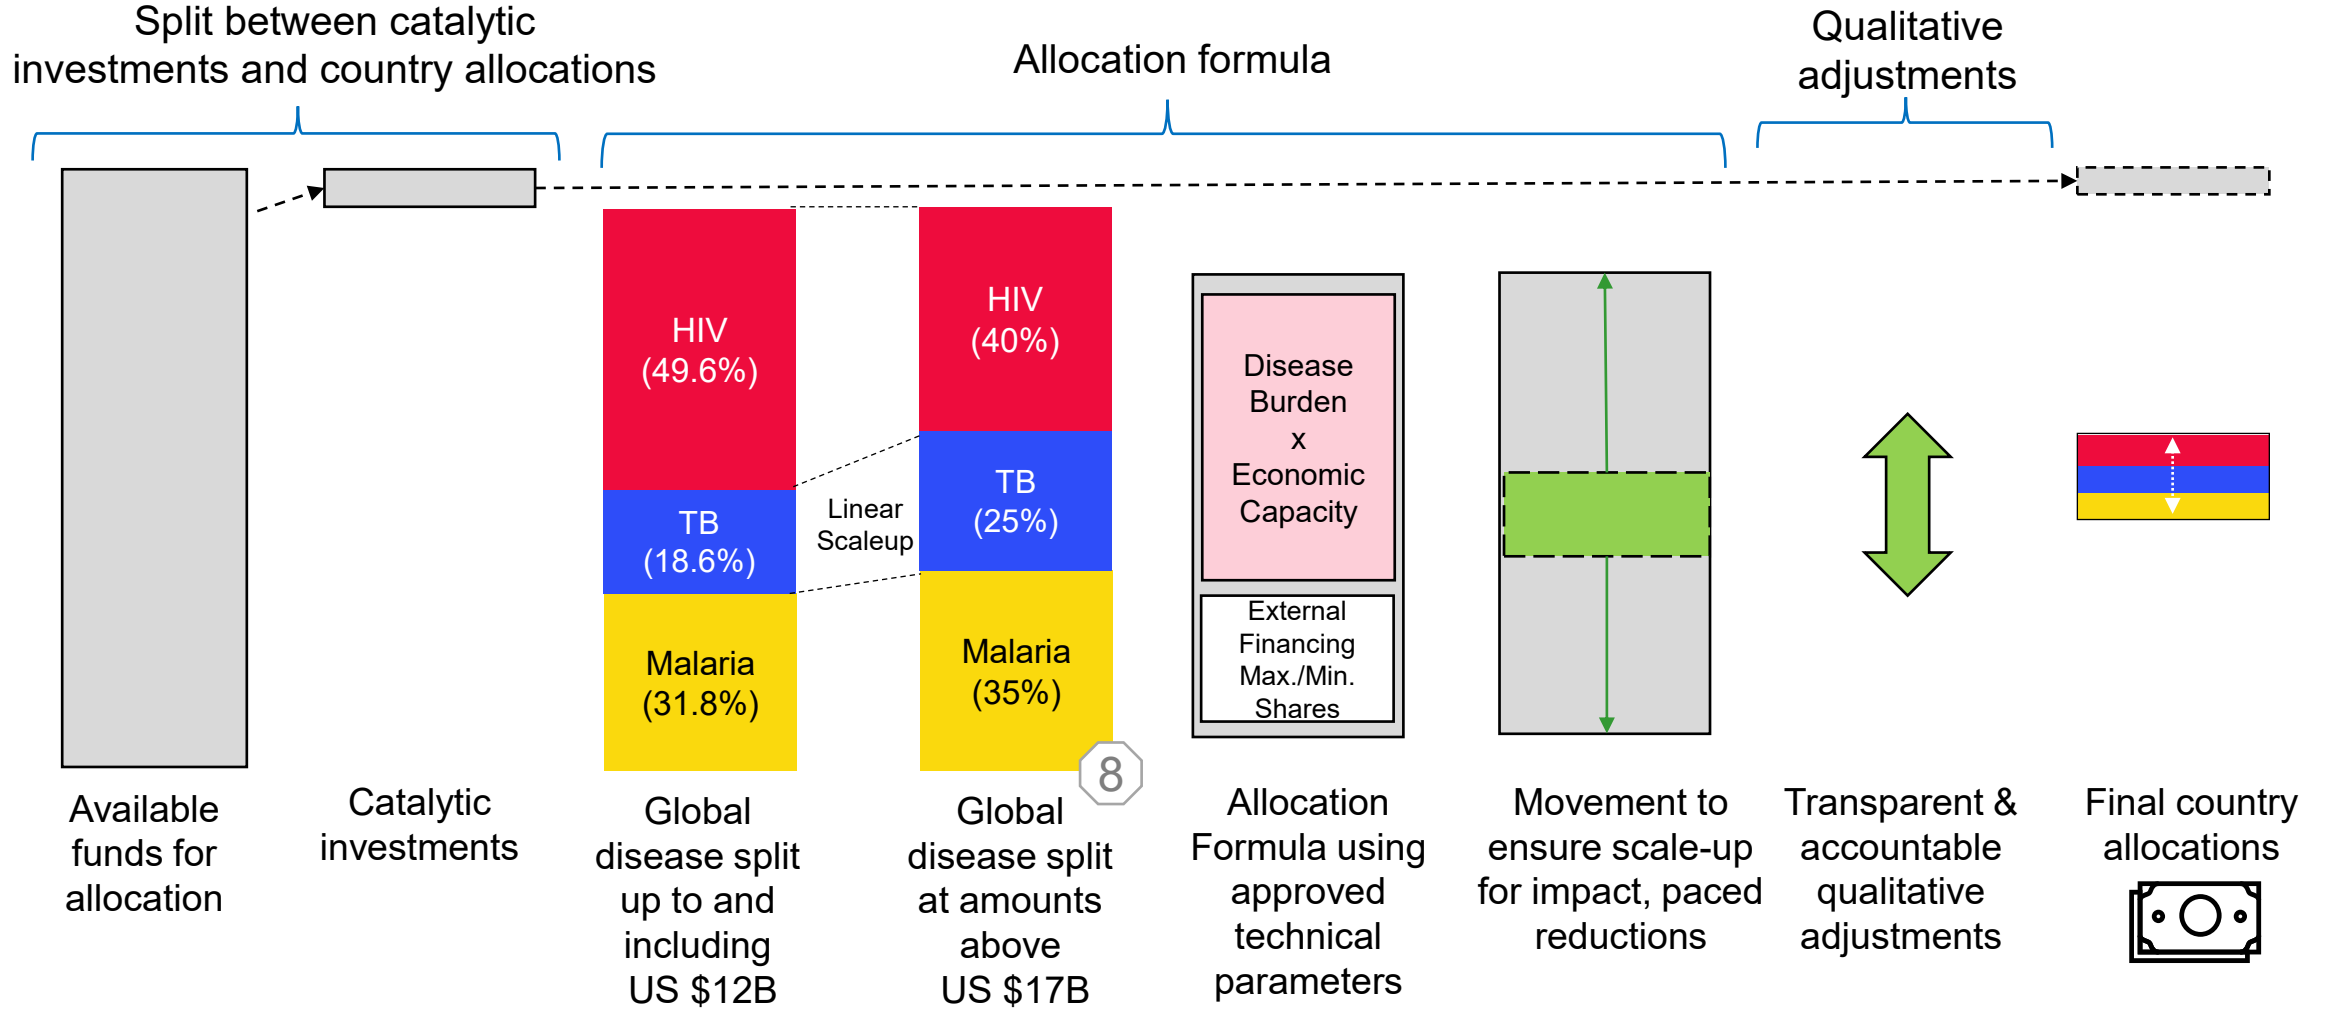 Split between catalytic
investments and country allocations
Allocation formula
Qualitative
adjustments
HIV
(49.6%)
TB
(18.6%)
Malaria
(31.8%)
Linear
Scaleup
HIV
(40%)
TB
(25%)
Malaria
(35%)
8
Disease
Burden
x
Economic
Capacity
External
Financing
Max./Min.
Shares
Available
funds for
allocation
Catalytic
investments
Global
disease split
up to and
including
US $12B
Global
disease split
at amounts
above
US $17B
Allocation
Formula using
approved
technical
parameters
Movement to
ensure scale-up
for impact, paced
reductions
Transparent &
accountable
qualitative
adjustments
Final country
allocations